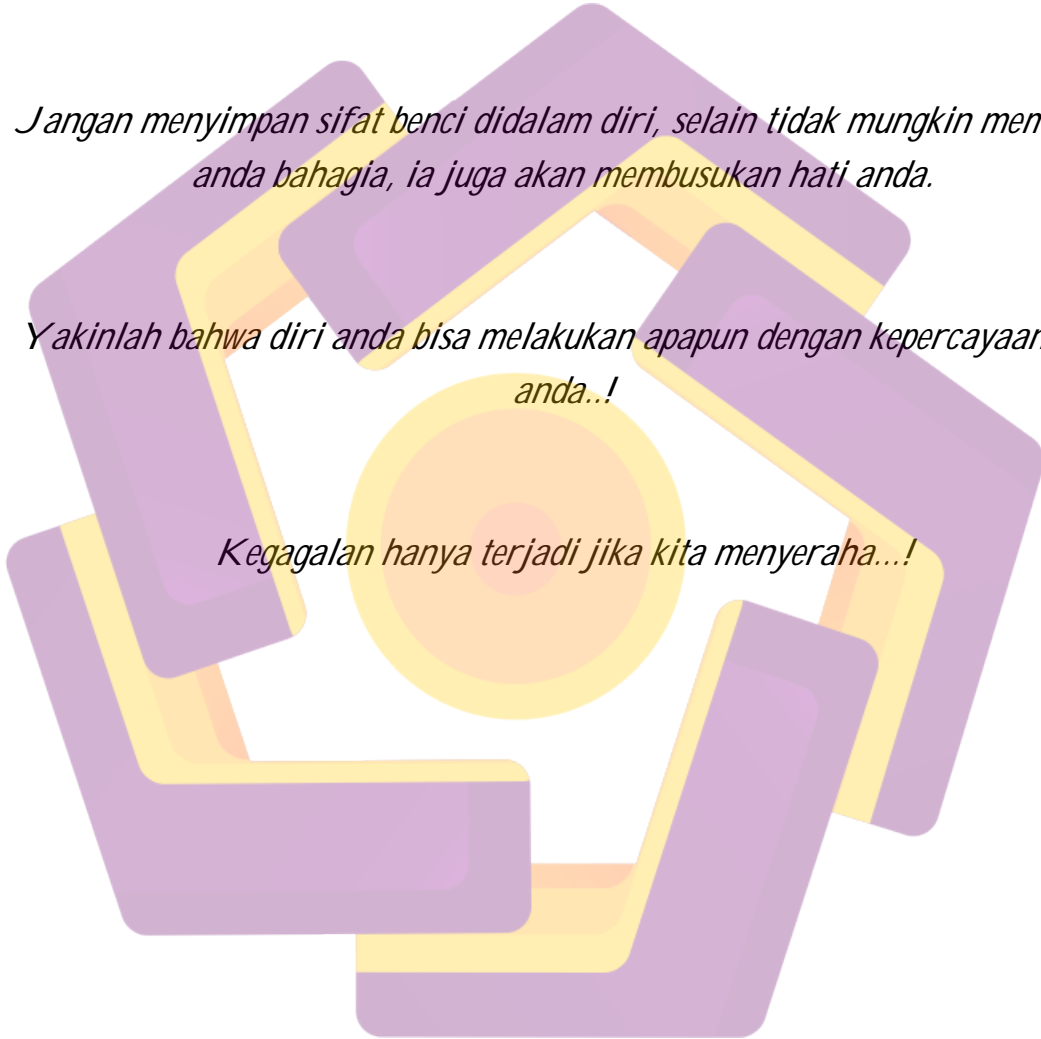 Jangan menyimpan sifat benci didalam diri, selain tidak mungkin men
anda bahagia, ia juga akan membusukan hati anda.
Yakinlah bahwa diri anda bisa melakukan apapun dengan kepercayaan
anda..!
Kegagalan hanya terjadi jika kita menyeraha...!